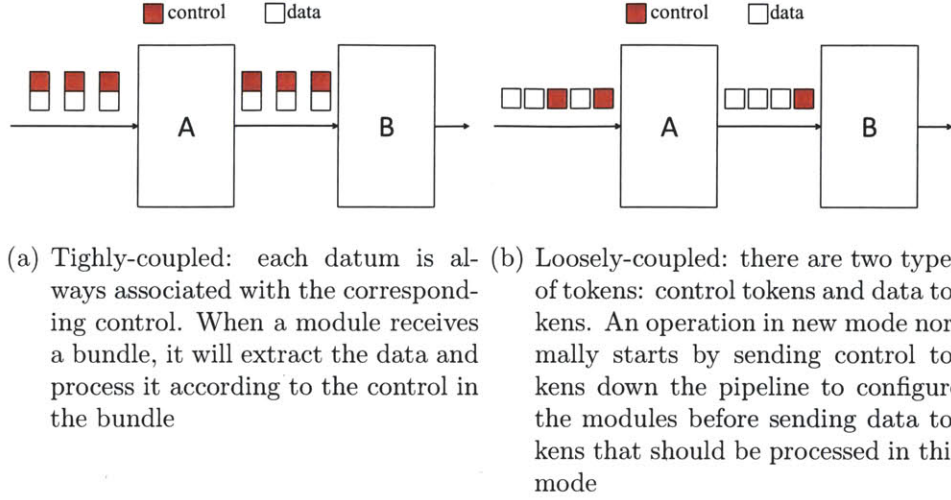 control data
control data
A
B
A
B
(a) Tighly-coupled: each datum is al-
ways associated with the correspond-
ing control. When a module receives
a bundle, it will extract the data and
process it according to the control in
the bundle
(b) Loosely-coupled: there are two type
of tokens: control tokens and data to
kens. An operation in new mode nor
mally starts by sending control to
kens down the pipeline to configure
the modules before sending data to
kens that should be processed in thi
mode